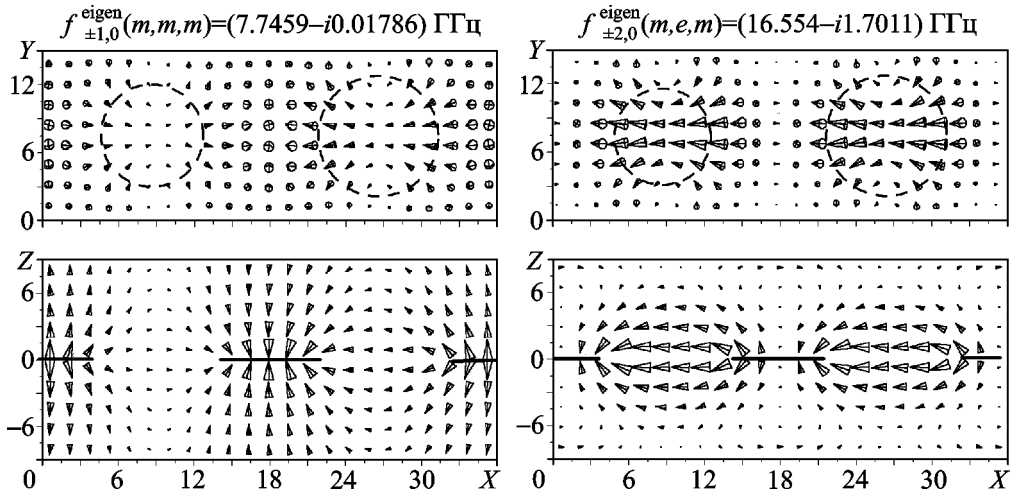 f eigen ±1,0 (m,m,m)=(7.7459–i0.01786) ГГц
f eigen ±2,0 (m,e,m)=(16.554–i1.7011) ГГц
Y
12
6
0
Y
12
6
0
Z
6
0
−6
0 6 12 18 24 30 X
Z
6
0
−6
0 6 12 18 24 30 X